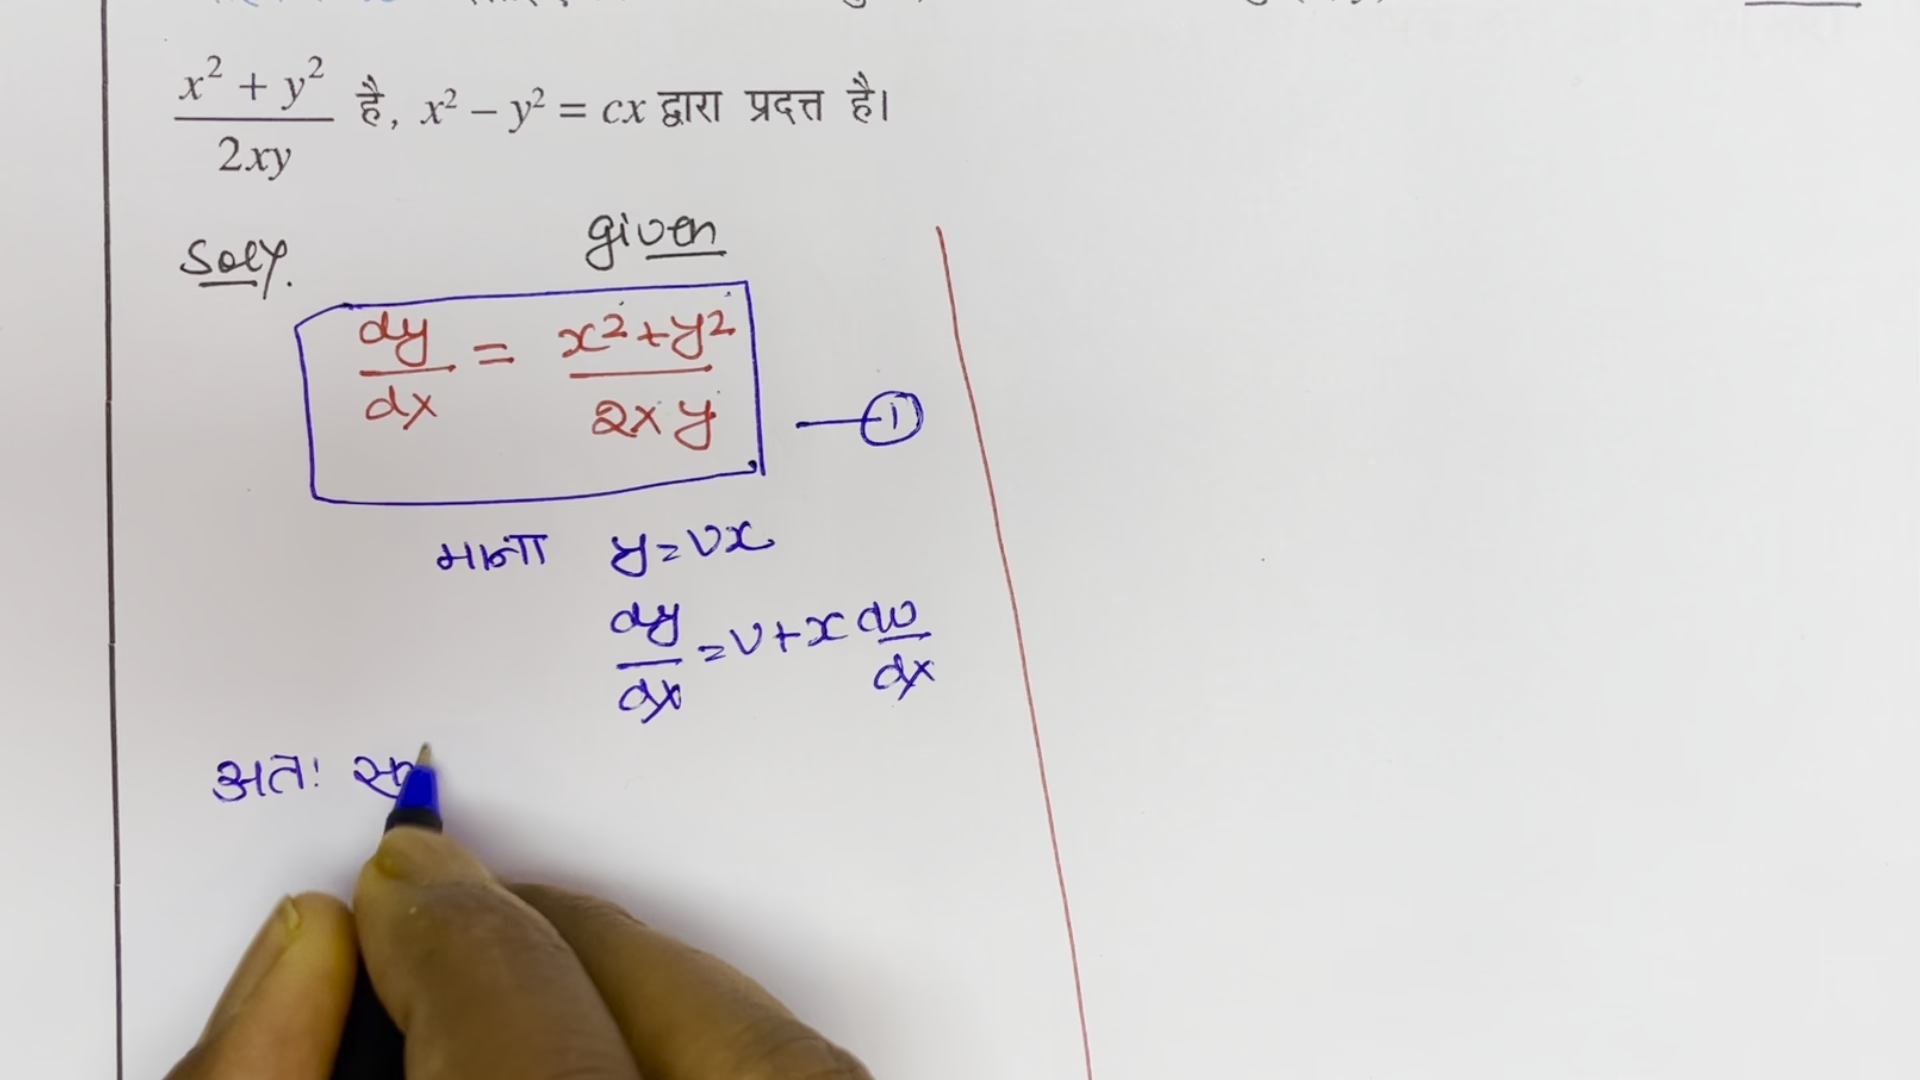 x² + y²
/ 2xy है, x² – y² = cx द्वारा प्रदत्त है।
Solⁿ. given
dy/dx = x²+y²/2xy —①
माना y=vx
dy/dx = v+x dv/dx
अतः